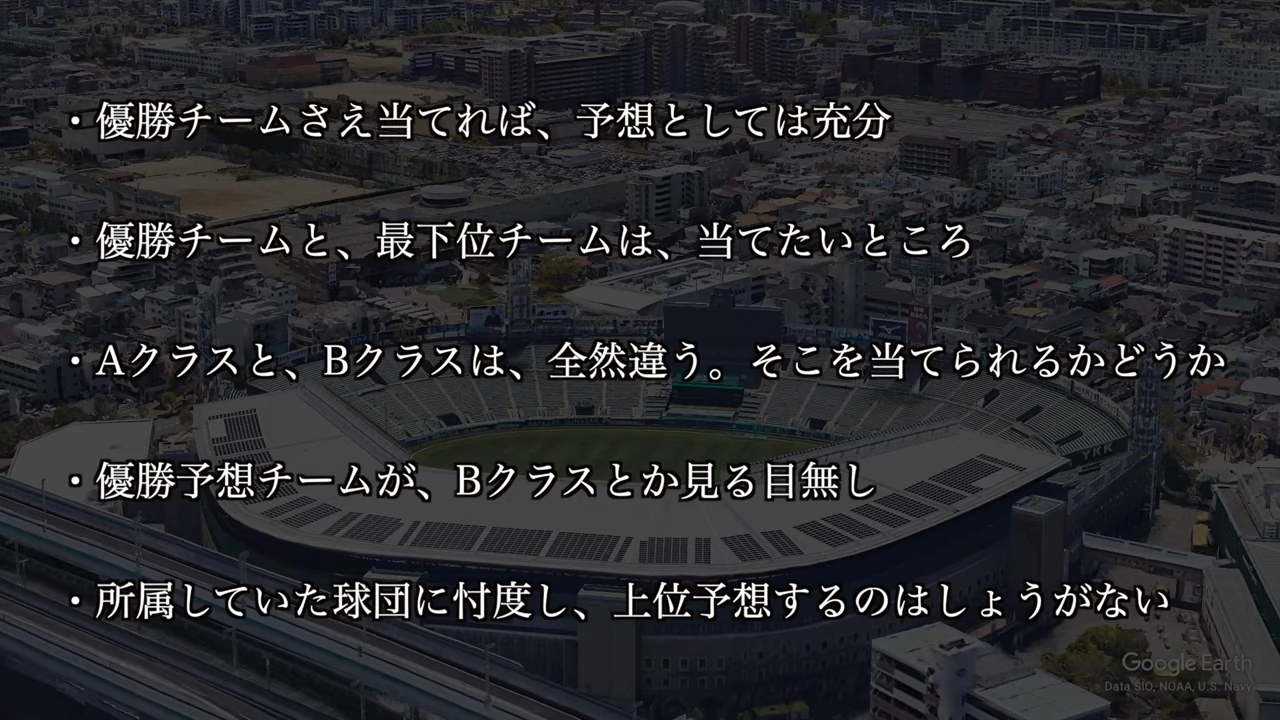 ・優勝チームさえ当てれば、予想としては充分
・優勝チームと、最下位チームは、当てたいところ
・Aクラスと、Bクラスは、全然違う。そこを当てられるかどうか
YKK
・優勝予想チームが、Bクラスとか見る目無し
・所属していた球団に忖度し、上位予想するのはしょうがない
Google Earth
Data SIO, NOAA, U.S. Navy